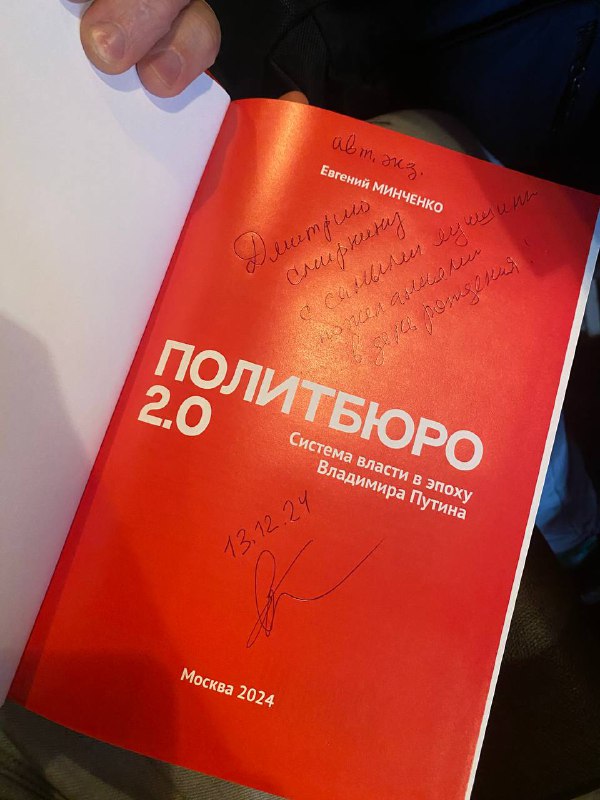 авт. экз.
Евгений МИНЧЕНКО
Дмитрию
с самыми лучшими
пожеланиями
в день рождения!
ПОЛИТБЮРО
2.0
Система власти в эпоху
Владимира Путина
13.12.24
Москва 2024